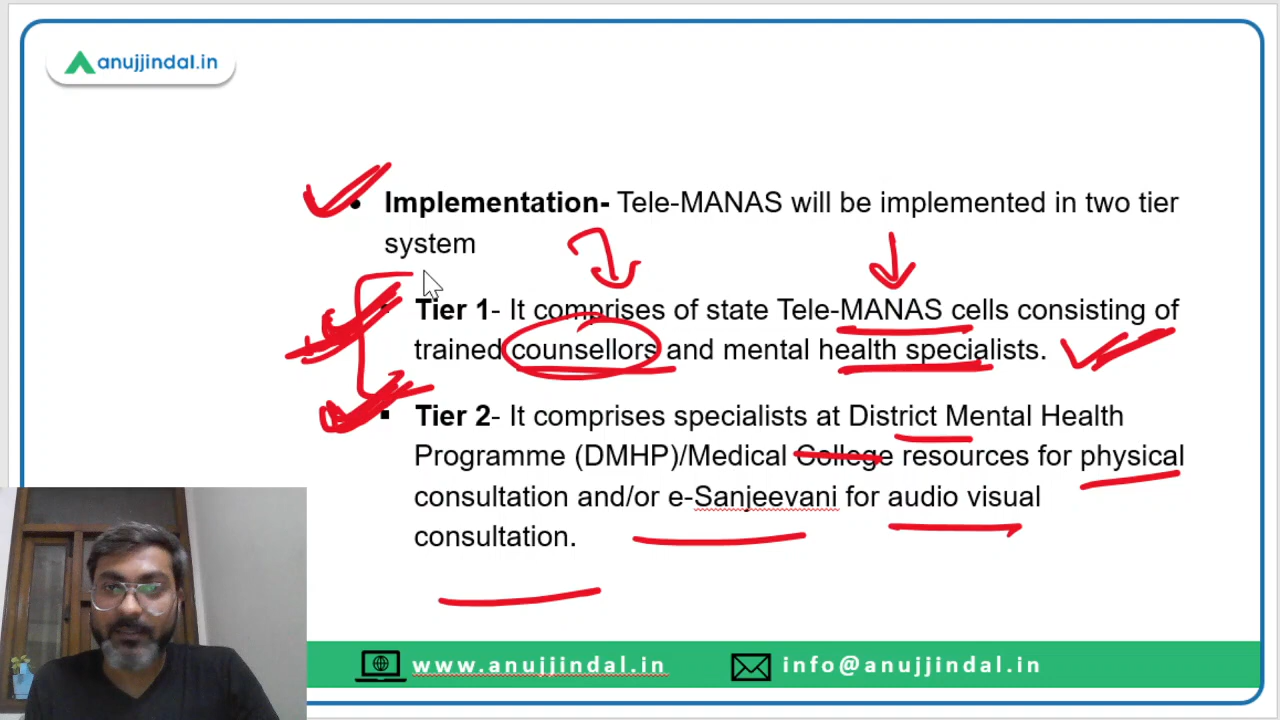 anujjindal.in
Implementation- Tele-MANAS will be implemented in two tier
system
Tier 1- It comprises of state Tele-MANAS cells consisting of
trained counsellors and mental health specialists.
Tier 2- It comprises specialists at District Mental Health
Programme (DMHP)/Medical College resources for physical
consultation and/or e-Sanjeevani for audio visual
consultation.
www.anujjindal.in info@anujjindal.in